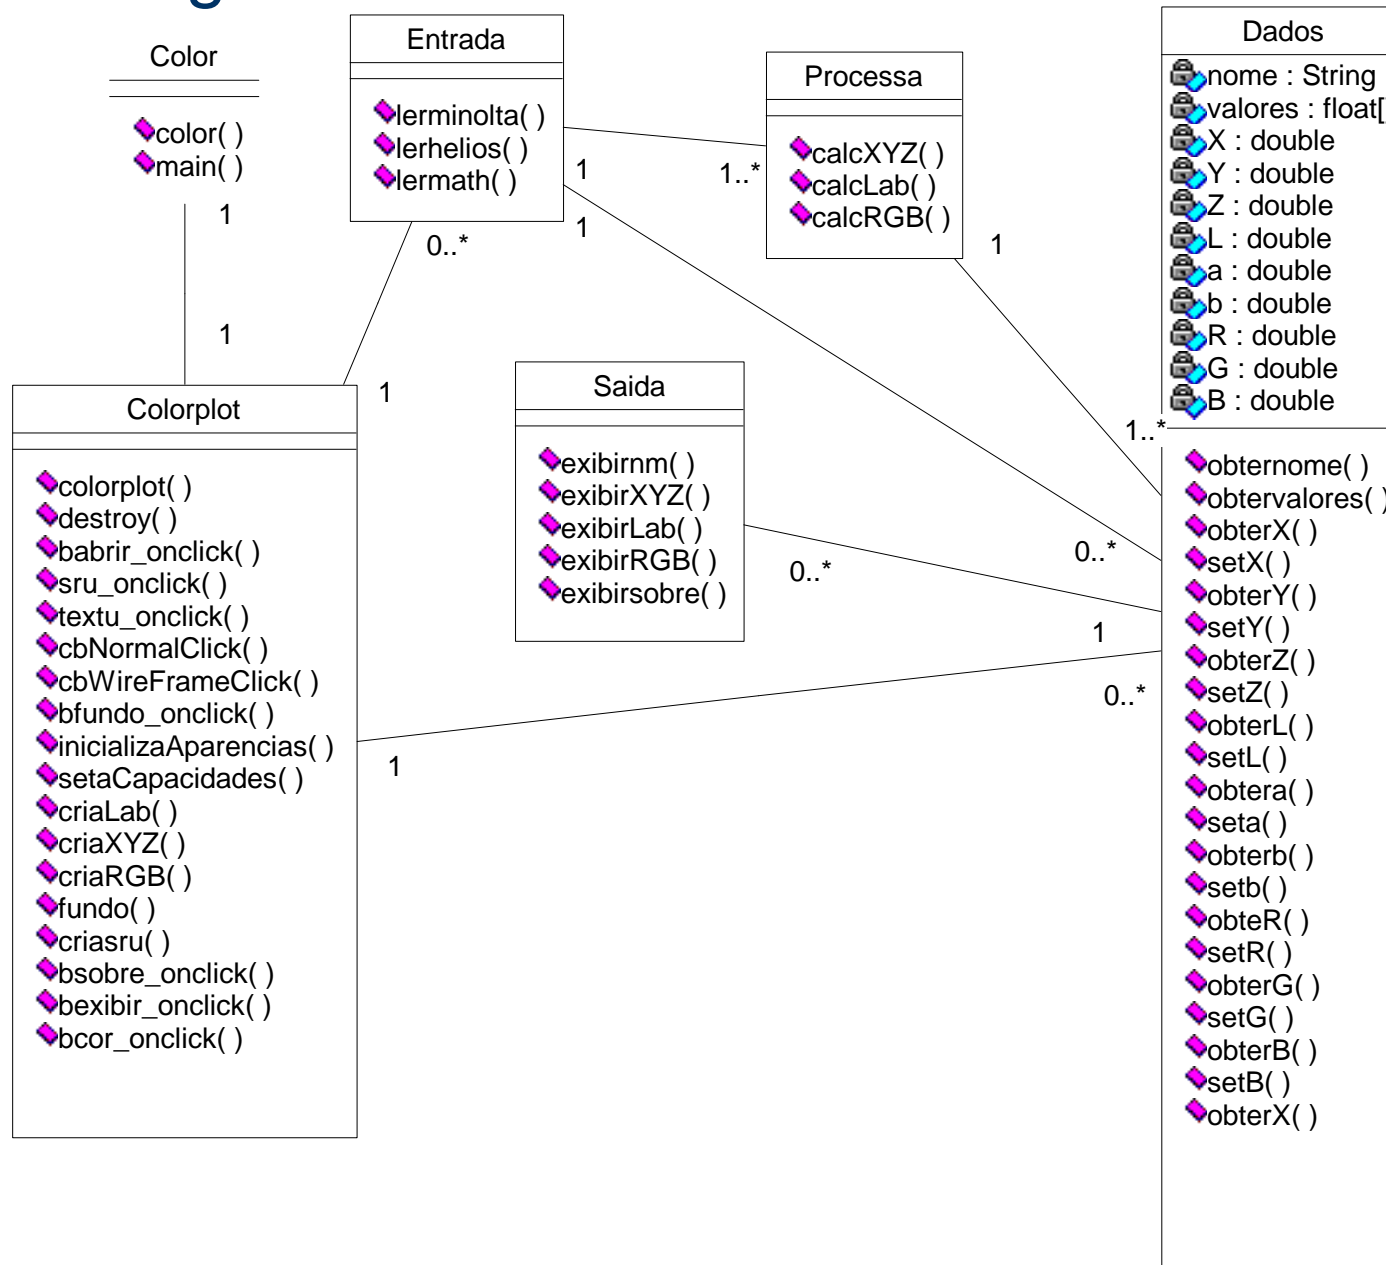 g
Color
color( )
main( )
1
1
Entrada
lerminolta( )
lerhelios( )
lermath( )
0..*
1
1
1
1..*
Processa
calcXYZ( )
calcLab( )
calcRGB( )
1
1..*
Colorplot
colorplot( )
destroy( )
babrir_onclick( )
sru_onclick( )
textu_onclick( )
cbNormalClick( )
cbWireFrameClick( )
bfundo_onclick( )
inicializaAparencias( )
setaCapacidades( )
criaLab( )
criaXYZ( )
criaRGB( )
fundo( )
criasru( )
bsobre_onclick( )
bexibir_onclick( )
bcor_onclick( )
1
Saida
exibirnm( )
exibirXYZ( )
exibirLab( )
exibirRGB( )
exibirsobre( )
0..*
0..*
1
0..*
Dados
nome : String
valores : float[]
X : double
Y : double
Z : double
L : double
a : double
b : double
R : double
G : double
B : double
obternome( )
obtervalores( )
obterX( )
setX( )
obterY( )
setY( )
obterZ( )
setZ( )
obterL( )
setL( )
obtera( )
seta( )
obterb( )
setb( )
obteR( )
setR( )
obterG( )
setG( )
obterB( )
setB( )
obterX( )